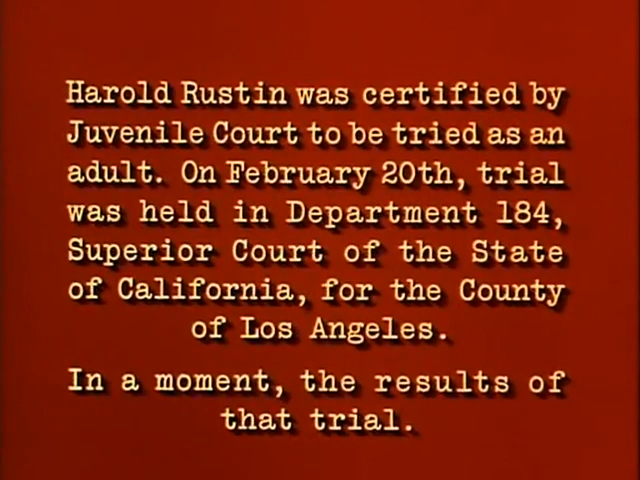 Harold Rustin was certified by
Juvenile Court to be tried as an
adult. On February 20th, trial
was held in Department 184,
Superior Court of the State
of California, for the County
of Los Angeles.
In a moment, the results of
that trial.